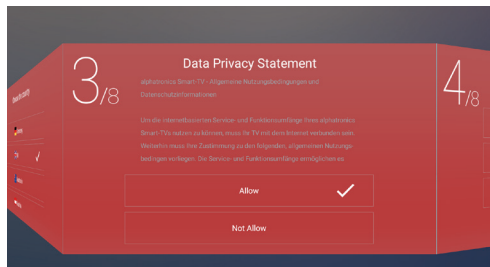 3/8
Data Privacy Statement
alphatronics Smart-TV - Allgemeine Nutzungsbedingungen und
Datenschutzinformationen
Um die internetbasierten Service- und Funktionsumfänge Ihres alphatronics
Smart-TVs nutzen zu können, muss Ihr TV mit dem Internet verbunden sein.
Weiterhin muss Ihre Zustimmung zu den folgenden, allgemeinen Nutzungs-
bedingungen vorliegen. Die Service- und Funktionsumfänge ermöglichen es
Allow
Not Allow
4/8